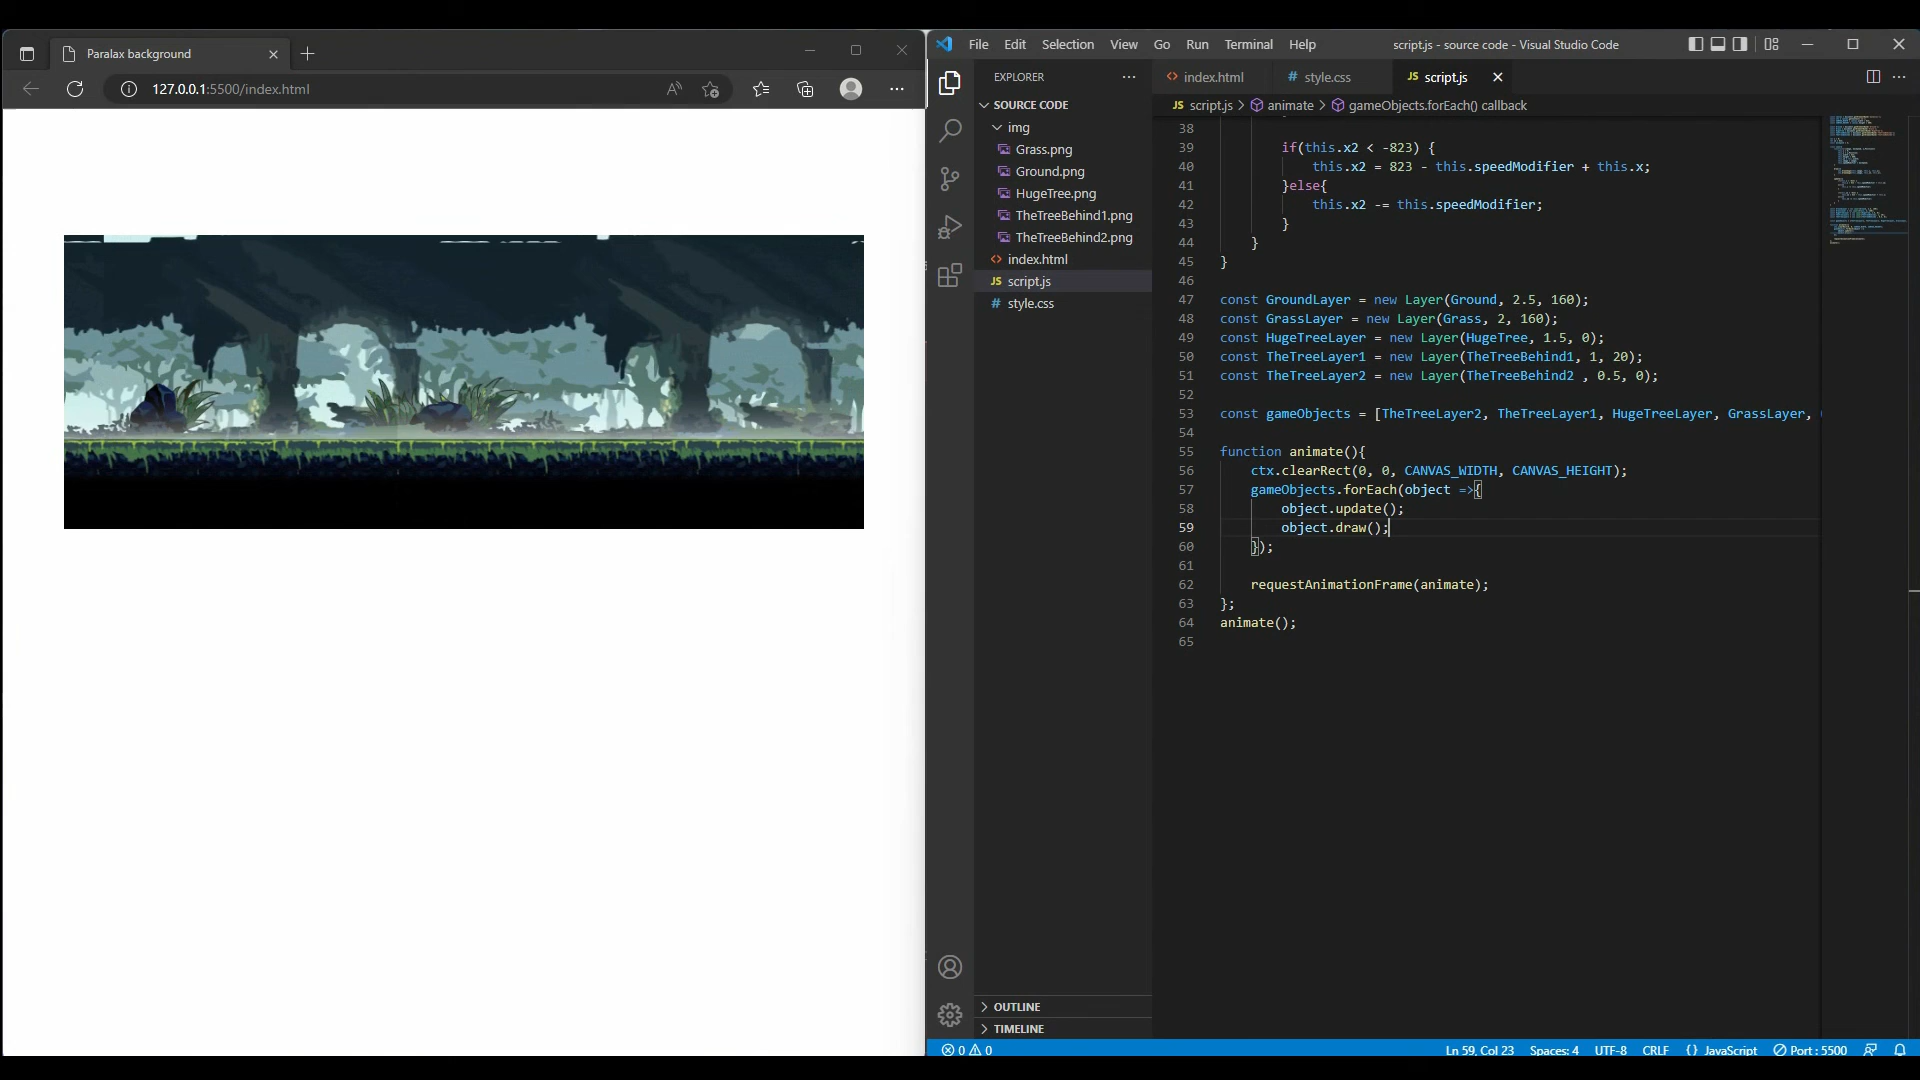 Paralax background
127.0.0.1:5500/index.html
File Edit Selection View Go Run Terminal Help
script.js - source code - Visual Studio Code
EXPLORER
SOURCE CODE
img
Grass.png
Ground.png
HugeTree.png
TheTreeBehind1.png
TheTreeBehind2.png
index.html
script.js
style.css
OUTLINE
TIMELINE
index.html style.css script.js
script.js > animate > gameObjects.forEach() callback
38
39 if(this.x2 < -823) {
40 this.x2 = 823 - this.speedModifier + this.x;
41 }else{
42 this.x2 -= this.speedModifier;
43 }
44 }
45 }
46
47 const GroundLayer = new Layer(Ground, 2.5, 160);
48 const GrassLayer = new Layer(Grass, 2, 160);
49 const HugeTreeLayer = new Layer(HugeTree, 1.5, 0);
50 const TheTreeLayer1 = new Layer(TheTreeBehind1, 1, 20);
51 const TheTreeLayer2 = new Layer(TheTreeBehind2 , 0.5, 0);
52
53 const gameObjects = [TheTreeLayer2, TheTreeLayer1, HugeTreeLayer, GrassLayer,
54
55 function animate(){
56 ctx.clearRect(0, 0, CANVAS_WIDTH, CANVAS_HEIGHT);
57 gameObjects.forEach(object =>{
58 object.update();
59 object.draw();
60 });
61
62 requestAnimationFrame(animate);
63 };
64 animate();
65
0 0
Ln 59, Col 23 Spaces: 4 UTF-8 CRLF {} JavaScript Port : 5500